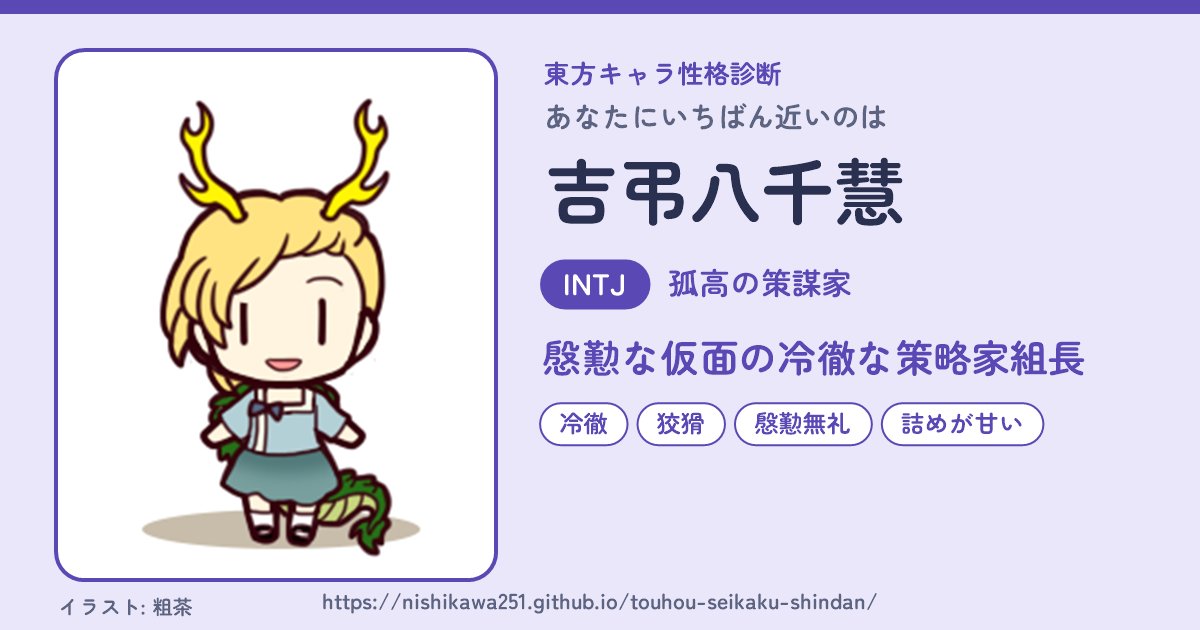 東方キャラ性格診断
あなたにいちばん近いのは
吉弔八千慧
INTJ 孤高の策謀家
慇懃な仮面の冷徹な策略家組長
冷徹 狡猾 慇懃無礼 詰めが甘い
イラスト: 粗茶
https://nishikawa251.github.io/touhou-seikaku-shindan/